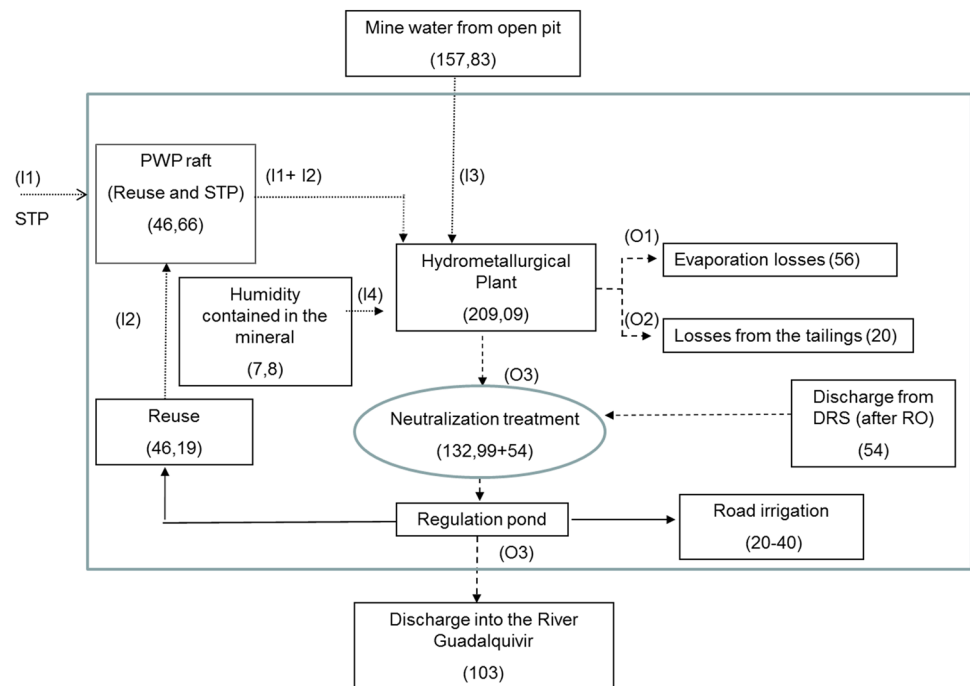 Mine water from open pit
(157,83)
(I1)
STP
PWP raft
(Reuse and STP)
(46,66)
(I1+ I2)
(I3)
Hydrometallurgical
Plant
(209,09)
(O1)
Evaporation losses (56)
(O2)
Losses from the tailings (20)
(I2)
Humidity
contained in the
mineral
(7,8)
(I4)
(O3)
Reuse
(46,19)
Neutralization treatment
(132,99+54)
Discharge from
DRS (after RO)
(54)
Regulation pond
Road irrigation
(20-40)
(O3)
Discharge into the River
Guadalquivir
(103)